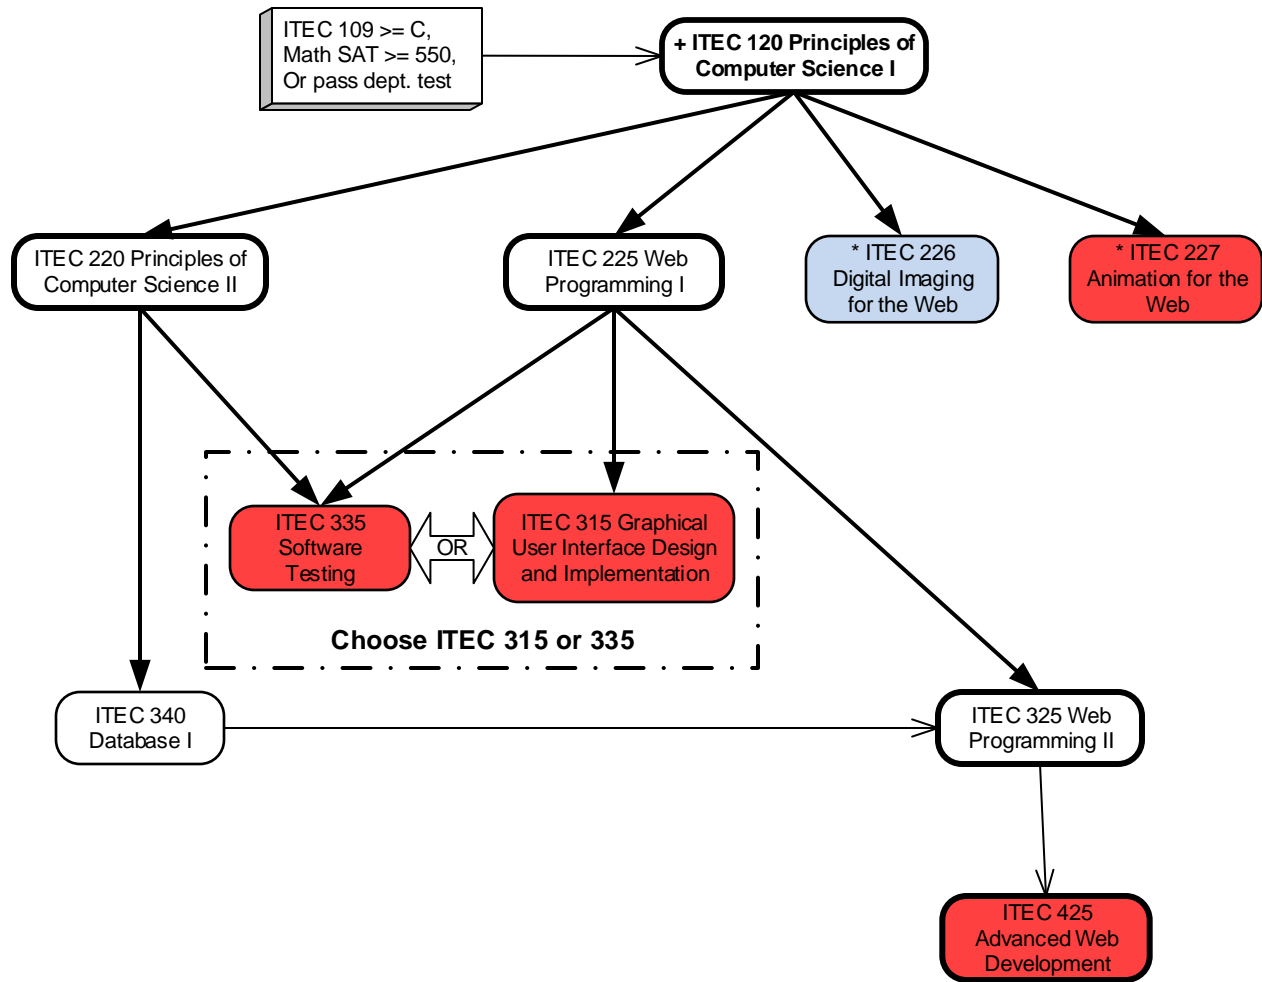 ITEC 109 >= C,
Math SAT >= 550,
Or pass dept. test
+ ITEC 120 Principles of
Computer Science I
ITEC 220 Principles of
Computer Science II
ITEC 225 Web
Programming I
* ITEC 226
Digital Imaging
for the Web
* ITEC 227
Animation for the
Web
ITEC 335
Software
Testing
OR
ITEC 315 Graphical
User Interface Design
and Implementation
Choose ITEC 315 or 335
ITEC 340
Database I
ITEC 325 Web
Programming II
ITEC 425
Advanced Web
Development